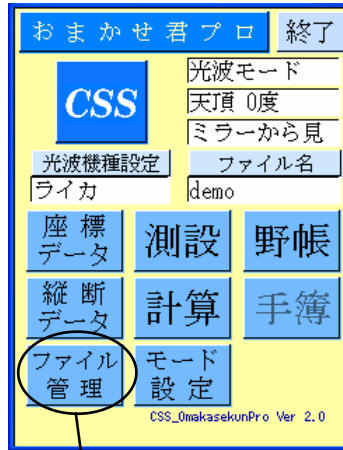 おまかせ君プロ 終了
CSS
光波モード
天頂 0度
ミラーから見
光波機種設定 ファイル名
ライカ demo
座標
データ
測設 野帳
縦断
データ
計算 手簿
ファイル
管理
モード
設定
CSS_OmakasekunPro Ver 2.0